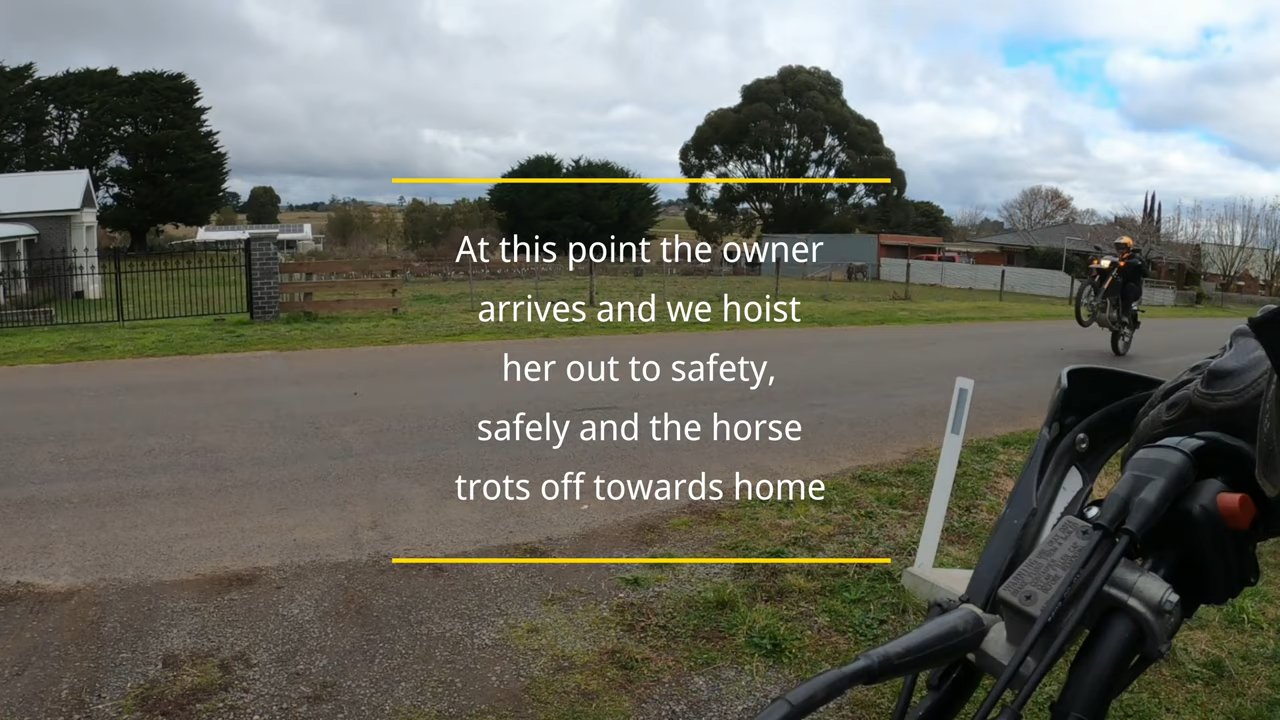 At this point the owner
arrives and we hoist
her out to safety,
safely and the horse
trots off towards home